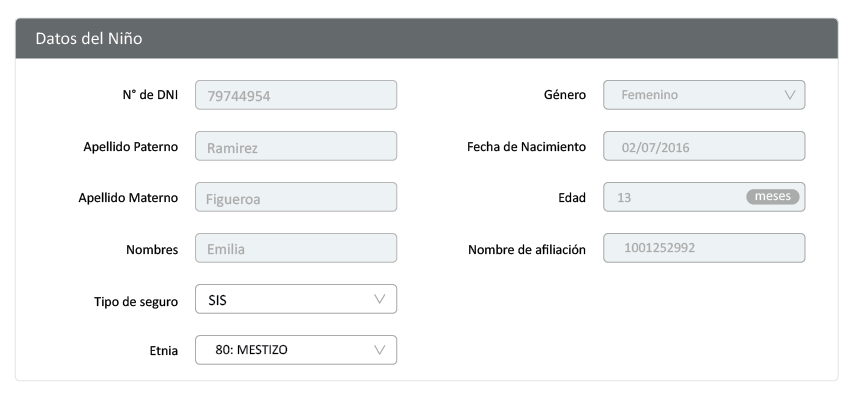 Datos del Niño
N° de DNI 79744954 Género Femenino
Apellido Paterno Ramirez Fecha de Nacimiento 02/07/2016
Apellido Materno Figueroa Edad 13 meses
Nombres Emilia Nombre de afiliación 1001252992
Tipo de seguro SIS
Etnia 80: MESTIZO